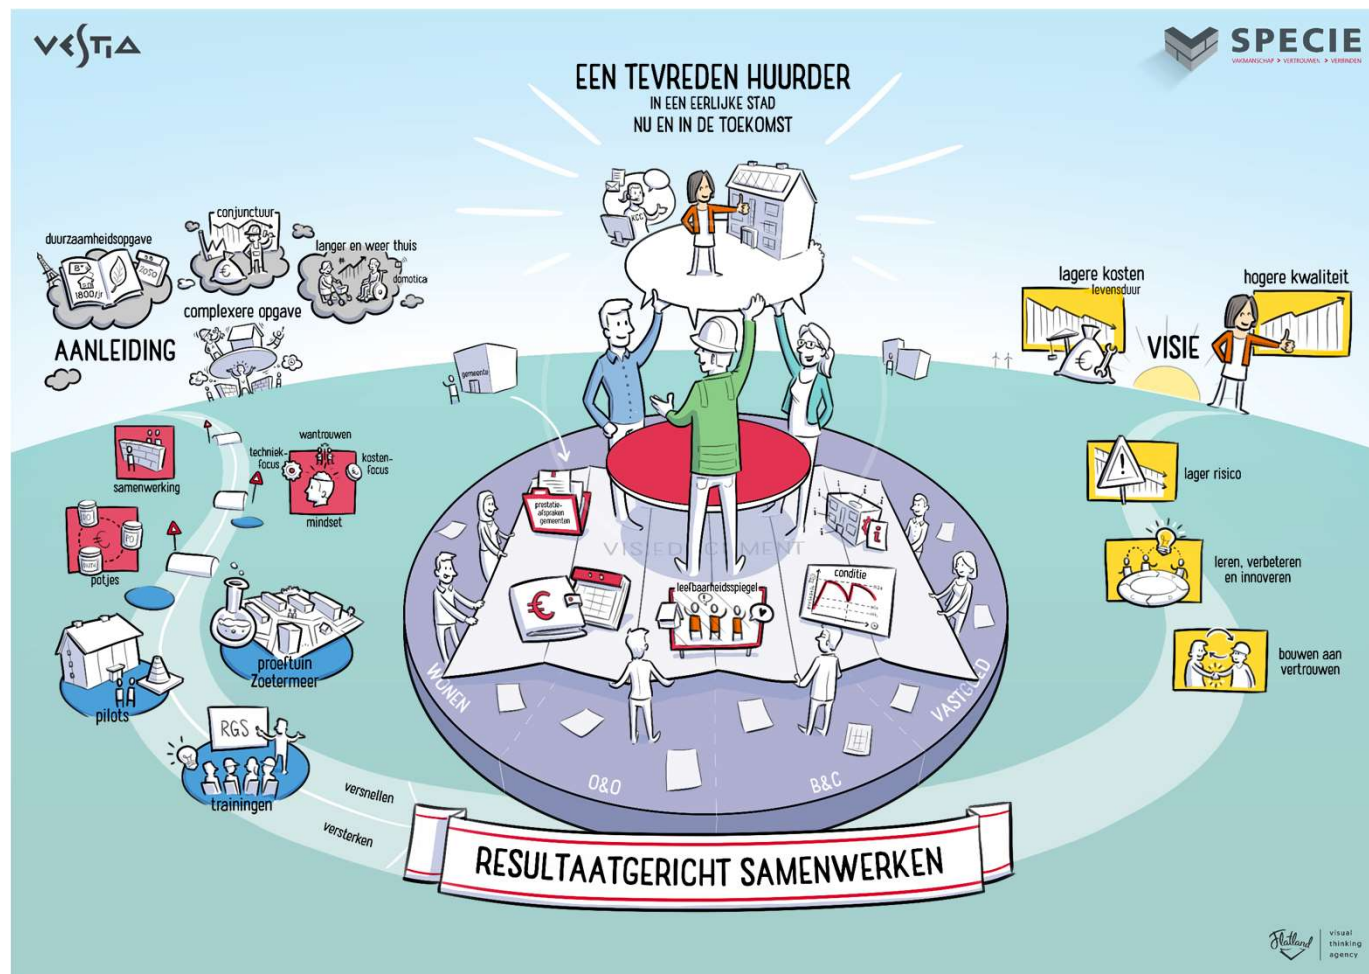 VESTIA
SPECIE
VAKMANSCHAP > VERTROUWEN > VERBINDEN
EEN TEVREDEN HUURDER
IN EEN EERLIJKE STAD
NU EN IN DE TOEKOMST
KCC
duurzaamheidsopgave
B+
1800/jr
2050
conjunctuur
€
langer en weer thuis
domotica
complexere opgave
AANLEIDING
gemeente
lagere kosten
levensduur
€
VISIE
hogere kwaliteit
samenwerking
wantrouwen
techniek-
focus
kosten-
focus
€
mindset
PO
€
potjes
pilots
proeftuin
Zoetermeer
RGS
trainingen
versnellen
versterken
prestatie-
afspraken
gemeenten
VISIEDOCUMENT
€
leefbaarheidsspiegel
i
conditie
WONEN
O&O
B&C
VASTGOED
!
lager risico
leren, verbeteren
en innoveren
bouwen aan
vertrouwen
RESULTAATGERICHT SAMENWERKEN
Flatland
visual
thinking
agency